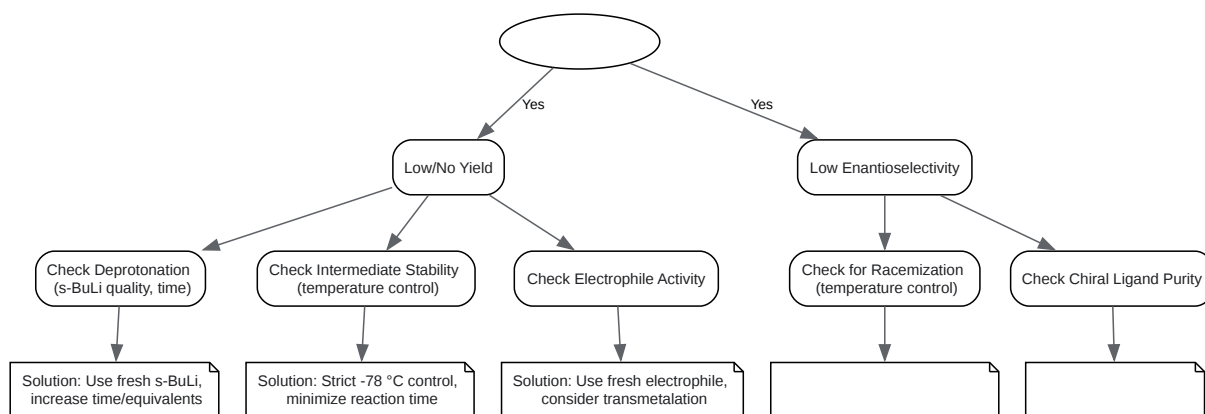 Yes
Yes
Low/No Yield
Low Enantioselectivity
Check Deprotonation
(s-BuLi quality, time)
Check Intermediate Stability
(temperature control)
Check Electrophile Activity
Check for Racemization
(temperature control)
Check Chiral Ligand Purity
Solution: Use fresh s-BuLi,
increase time/equivalents
Solution: Strict -78 °C control,
minimize reaction time
Solution: Use fresh electrophile,
consider transmetalation